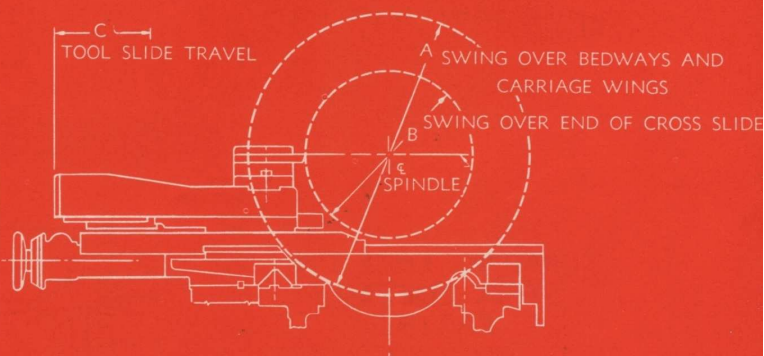 C
TOOL SLIDE TRAVEL
A SWING OVER BEDWAYS AND
CARRIAGE WINGS
SWING OVER END OF CROSS SLIDE
B
℄
SPINDLE